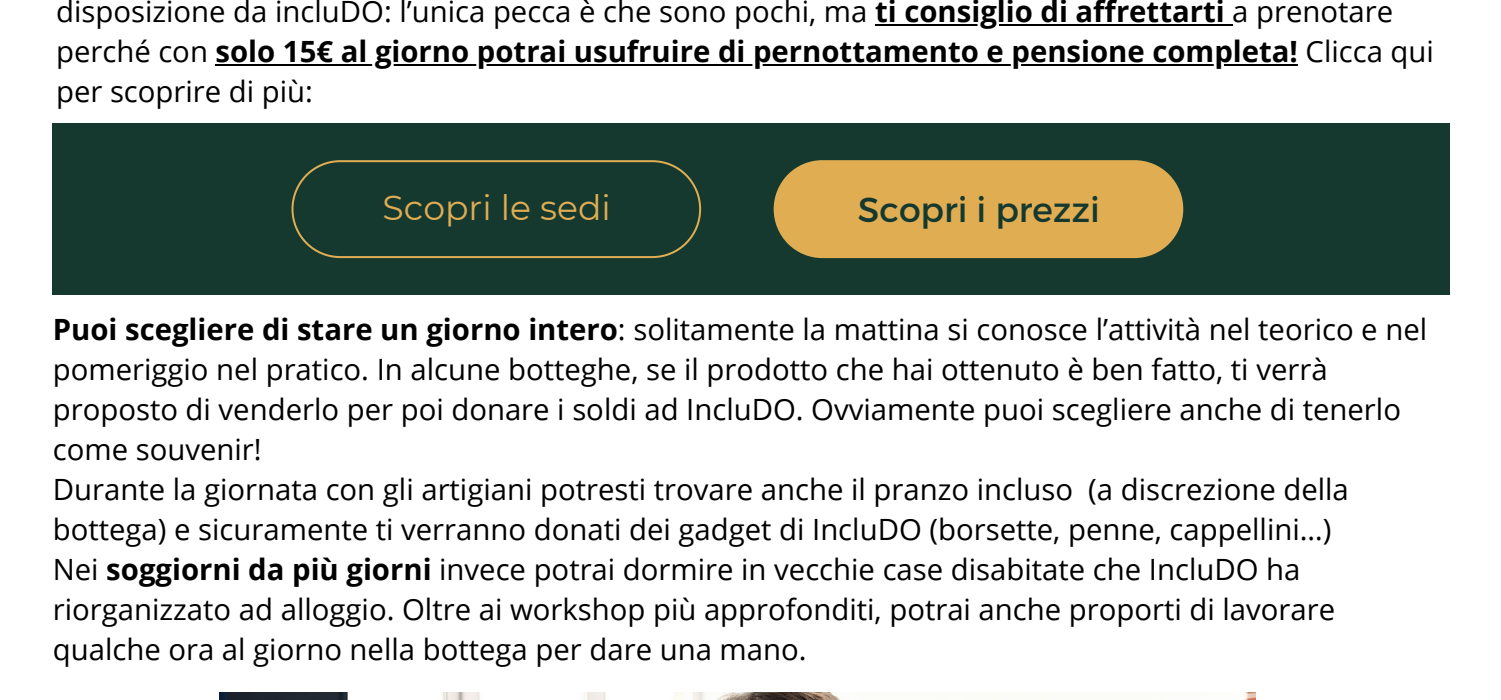 disposizione da incluDO: l’unica pecca è che sono pochi, ma ti consiglio di affrettarti a prenotare
perché con solo 15€ al giorno potrai usufruire di pernottamento e pensione completa! Clicca qui
per scoprire di più:
Scopri le sedi
Scopri i prezzi
Puoi scegliere di stare un giorno intero: solitamente la mattina si conosce l’attività nel teorico e nel
pomeriggio nel pratico. In alcune botteghe, se il prodotto che hai ottenuto è ben fatto, ti verrà
proposto di venderlo per poi donare i soldi ad IncluDO. Ovviamente puoi scegliere anche di tenerlo
come souvenir!
Durante la giornata con gli artigiani potresti trovare anche il pranzo incluso  (a discrezione della
bottega) e sicuramente ti verranno donati dei gadget di IncluDO (borsette, penne, cappellini...)
Nei soggiorni da più giorni invece potrai dormire in vecchie case disabitate che IncluDO ha
riorganizzato ad alloggio. Oltre ai workshop più approfonditi, potrai anche proporti di lavorare
qualche ora al giorno nella bottega per dare una mano.